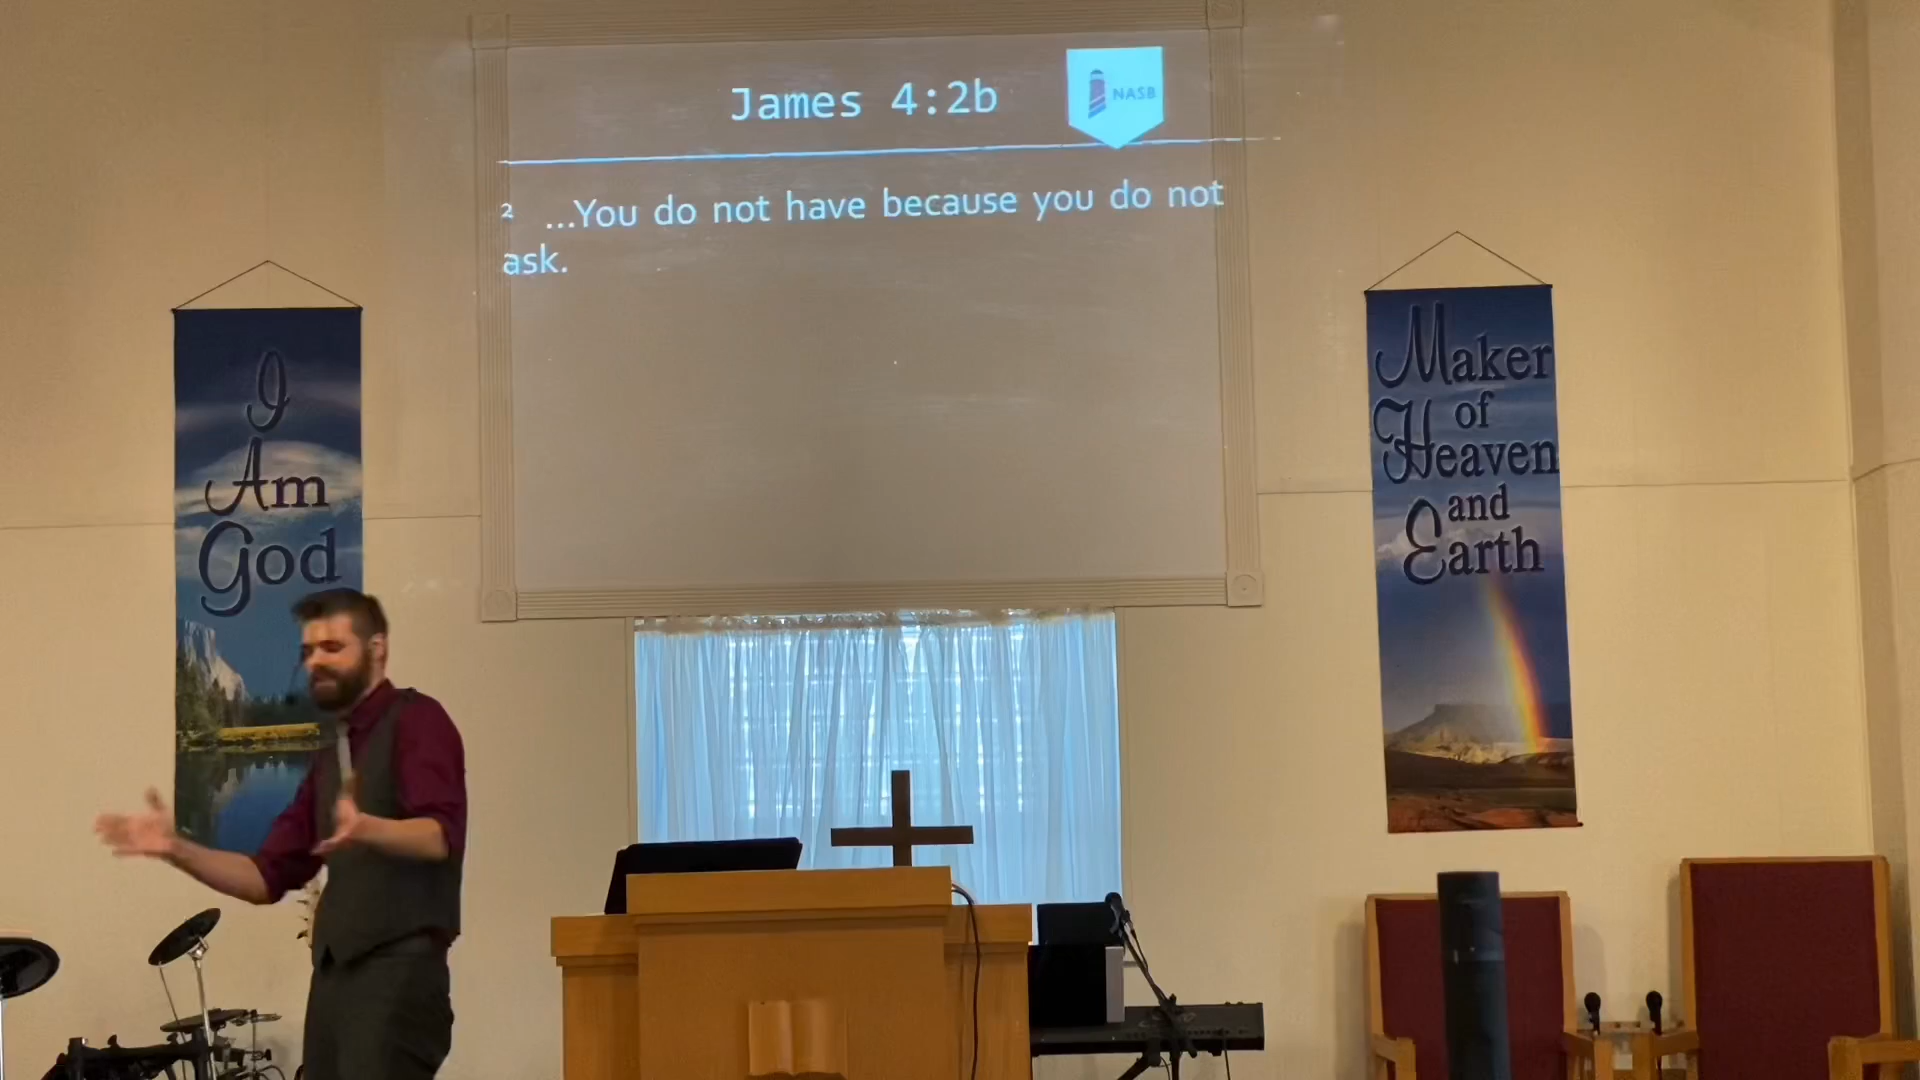 James 4:2b
NASB
2 ...You do not have because you do not
ask.
I
Am
God
Maker
of
Heaven
and
Earth